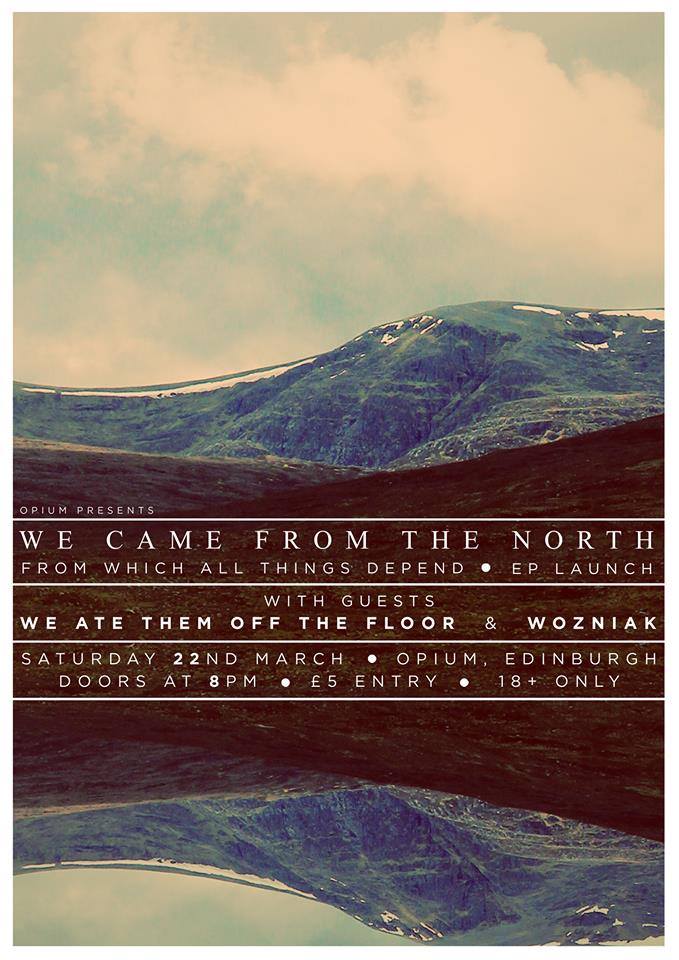 OPIUM PRESENTS
WE CAME FROM THE NORTH
FROM WHICH ALL THINGS DEPEND • EP LAUNCH
WITH GUESTS
WE ATE THEM OFF THE FLOOR & WOZNIAK
SATURDAY 22ND MARCH • OPIUM, EDINBURGH
DOORS AT 8PM • £5 ENTRY • 18+ ONLY